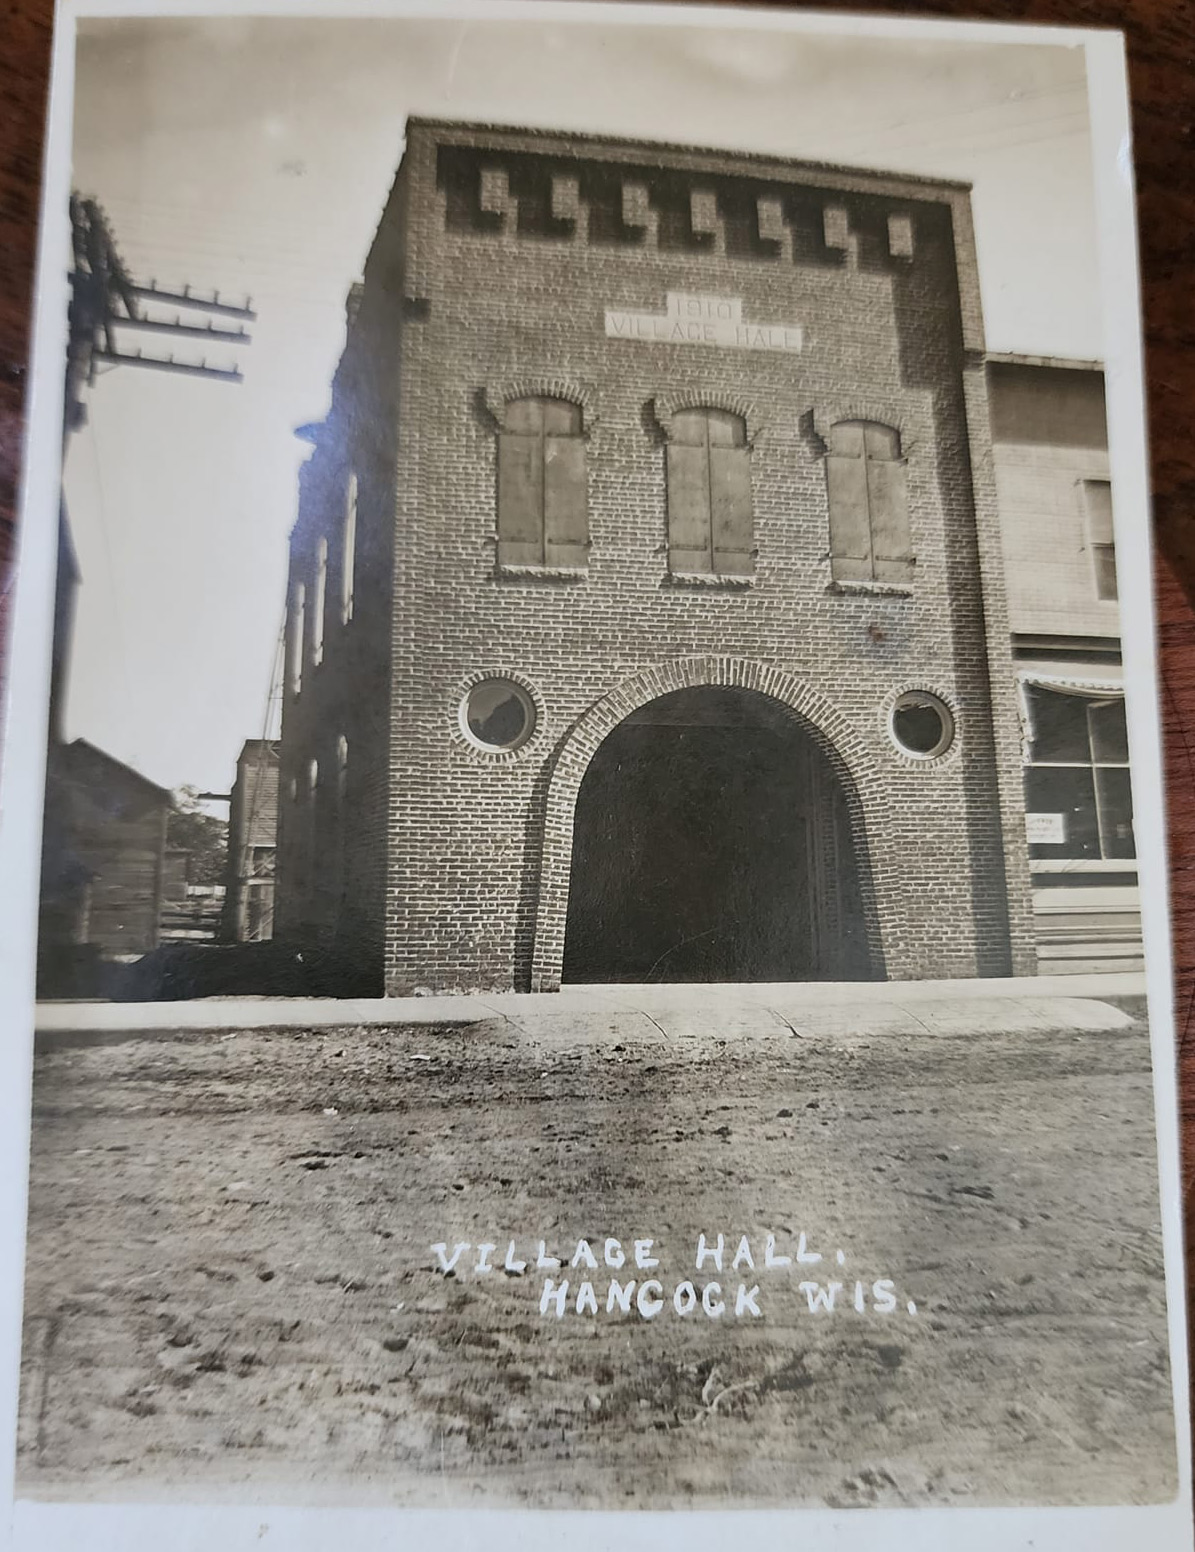 1910
VILLAGE HALL
VILLAGE HALL.
HANCOCK WIS.